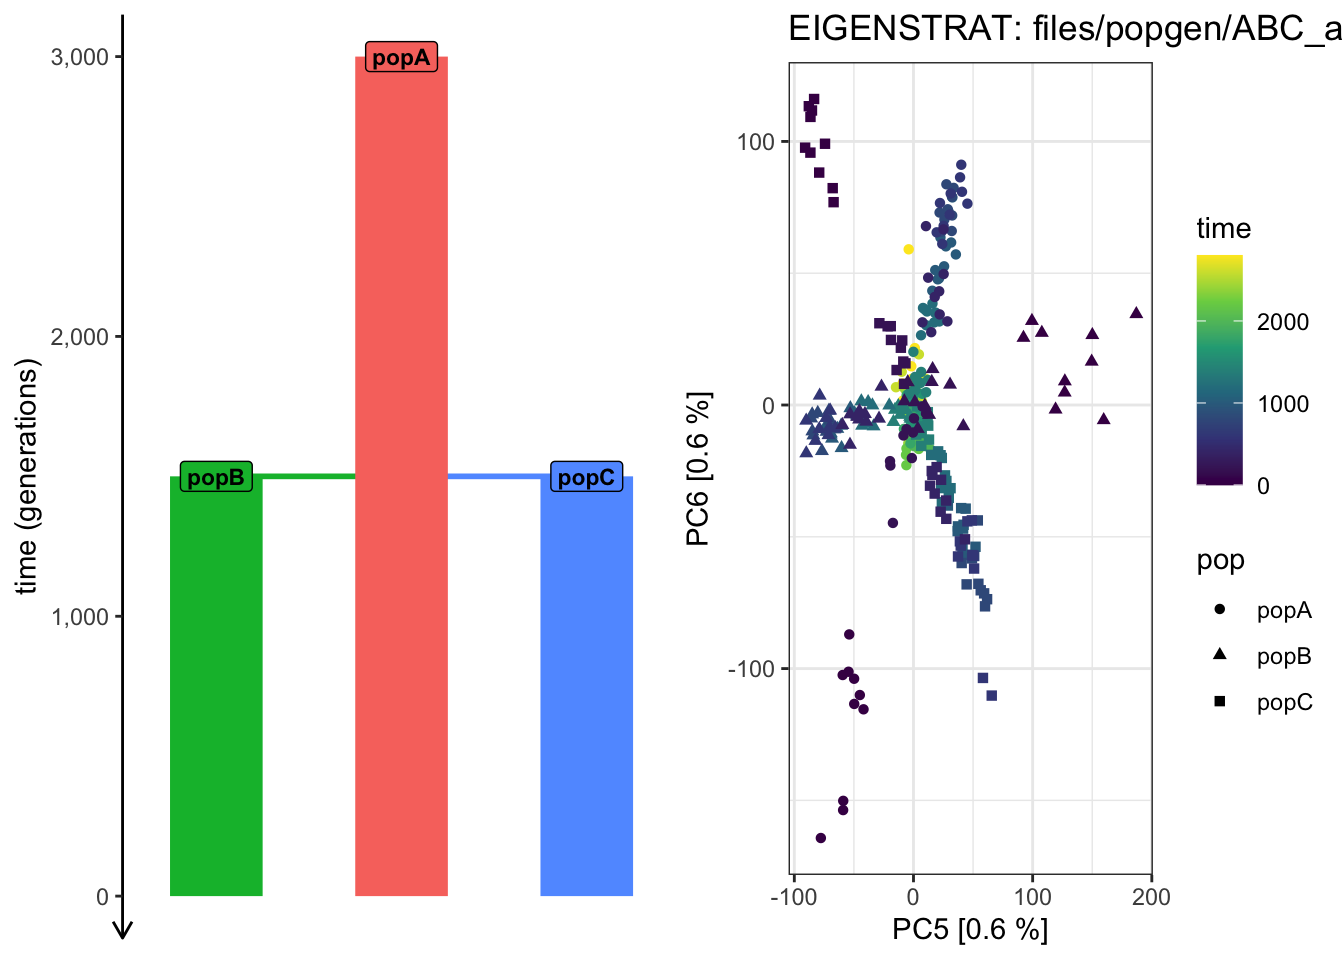 time (generations)
3,000
2,000
1,000
0
popA
popB
popC
EIGENSTRAT: files/popgen/ABC_a
PC6 [0.6 %]
100
0
-100
-100
0
100
200
PC5 [0.6 %]
time
2000
1000
0
pop
popA
popB
popC